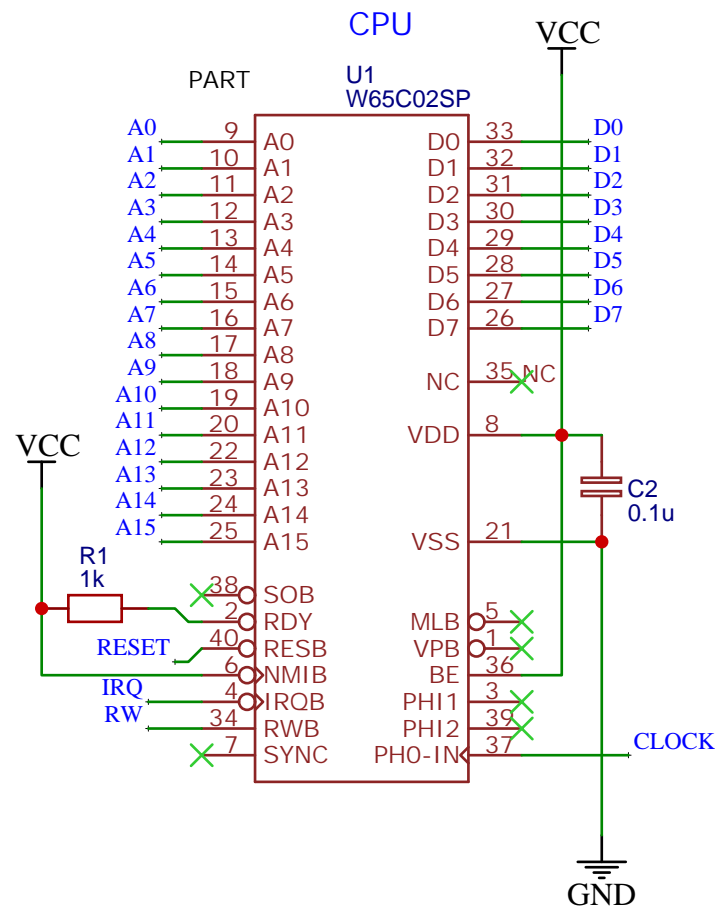 CPU
VCC
PART
U1
W65C02SP
A0 9 A0 D0 33 D0
A1 10 A1 D1 32 D1
A2 11 A2 D2 31 D2
A3 12 A3 D3 30 D3
A4 13 A4 D4 29 D4
A5 14 A5 D5 28 D5
A6 15 A6 D6 27 D6
A7 16 A7 D7 26 D7
A8 17 A8
A9 18 A9 NC 35 NC
A10 19 A10
A11 20 A11 VDD 8
VCC
A12 22 A12
A13 23 A13
A14 24 A14
A15 25 A15 VSS 21
C2
0.1u
R1
1k
38 SOB
2 RDY MLB 5
RESET 40 RESB VPB 1
6 NMIB BE 36
IRQ 4 IRQB PHI1 3
RW 34 RWB PHI2 39
7 SYNC PH0-IN 37 CLOCK
GND